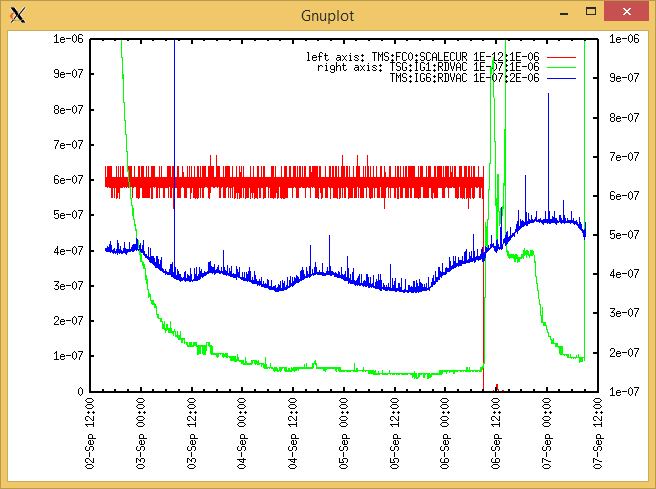 Gnuplot
1e-06
9e-07
8e-07
7e-07
6e-07
5e-07
4e-07
3e-07
2e-07
1e-07
0
1e-06
9e-07
8e-07
7e-07
6e-07
5e-07
4e-07
3e-07
2e-07
1e-07
left axis: TMS:FC0:SCALECUR 1E-12:1E-06
right axis: TSG:IG1:RDVAC 1E-07:1E-06
TMS:IG6:RDVAC 1E-07:2E-06
02-Sep 12:00
03-Sep 00:00
03-Sep 12:00
04-Sep 00:00
04-Sep 12:00
05-Sep 00:00
05-Sep 12:00
06-Sep 00:00
06-Sep 12:00
07-Sep 00:00
07-Sep 12:00